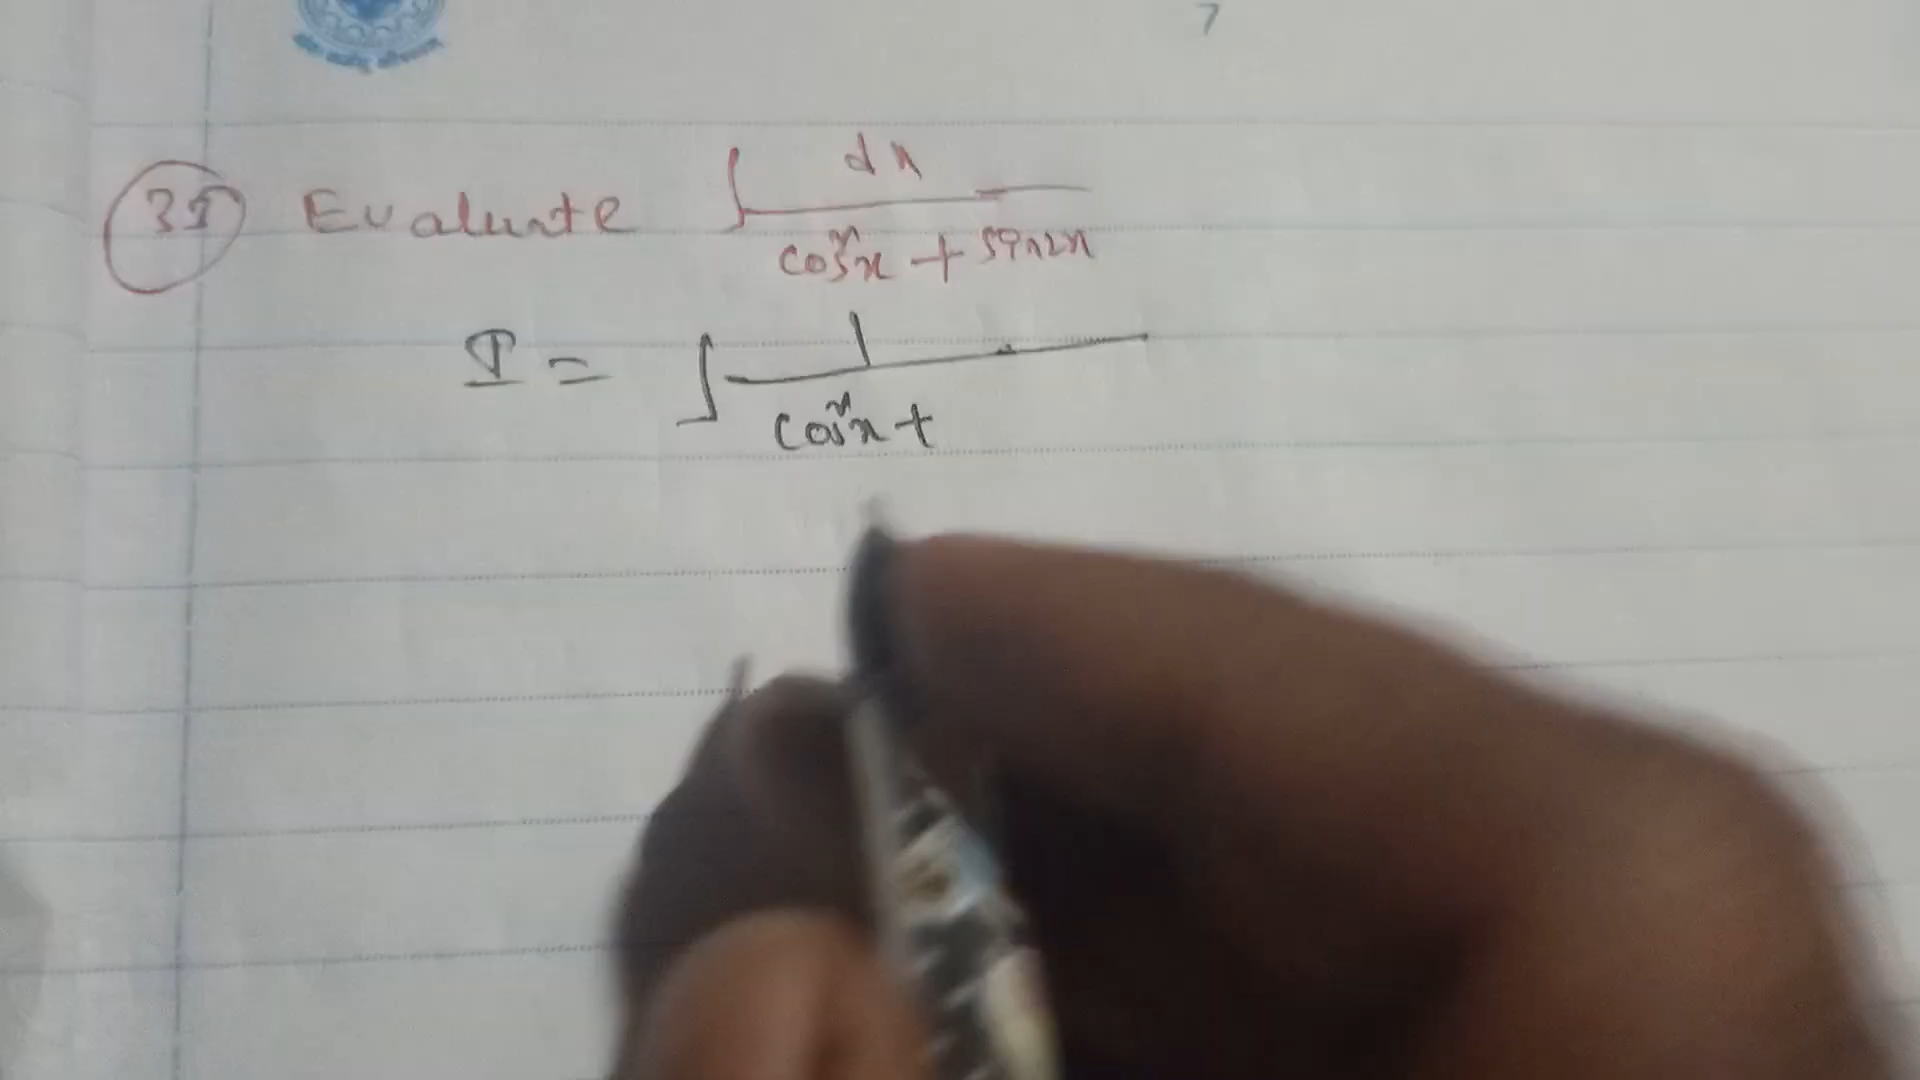 7
35 Evaluate ∫ dx / cos²x + sin2x
I = ∫ 1 / cos²x +